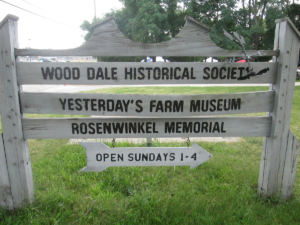 WOOD DALE HISTORICAL SOCIETY
YESTERDAY'S FARM MUSEUM
ROSENWINKEL MEMORIAL
OPEN SUNDAYS 1-4